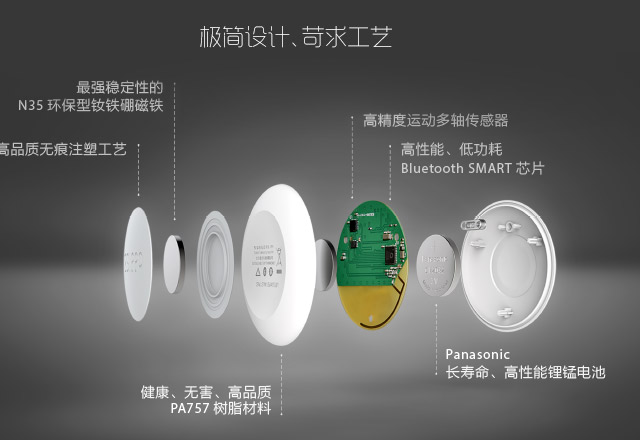 极简设计、苛求工艺
最强稳定性的
N35 环保型钕铁硼磁铁
高品质无痕注塑工艺
高精度运动多轴传感器
高性能、低功耗
Bluetooth SMART 芯片
Panasonic
长寿命、高性能锂锰电池
健康、无害、高品质
PA757 树脂材料